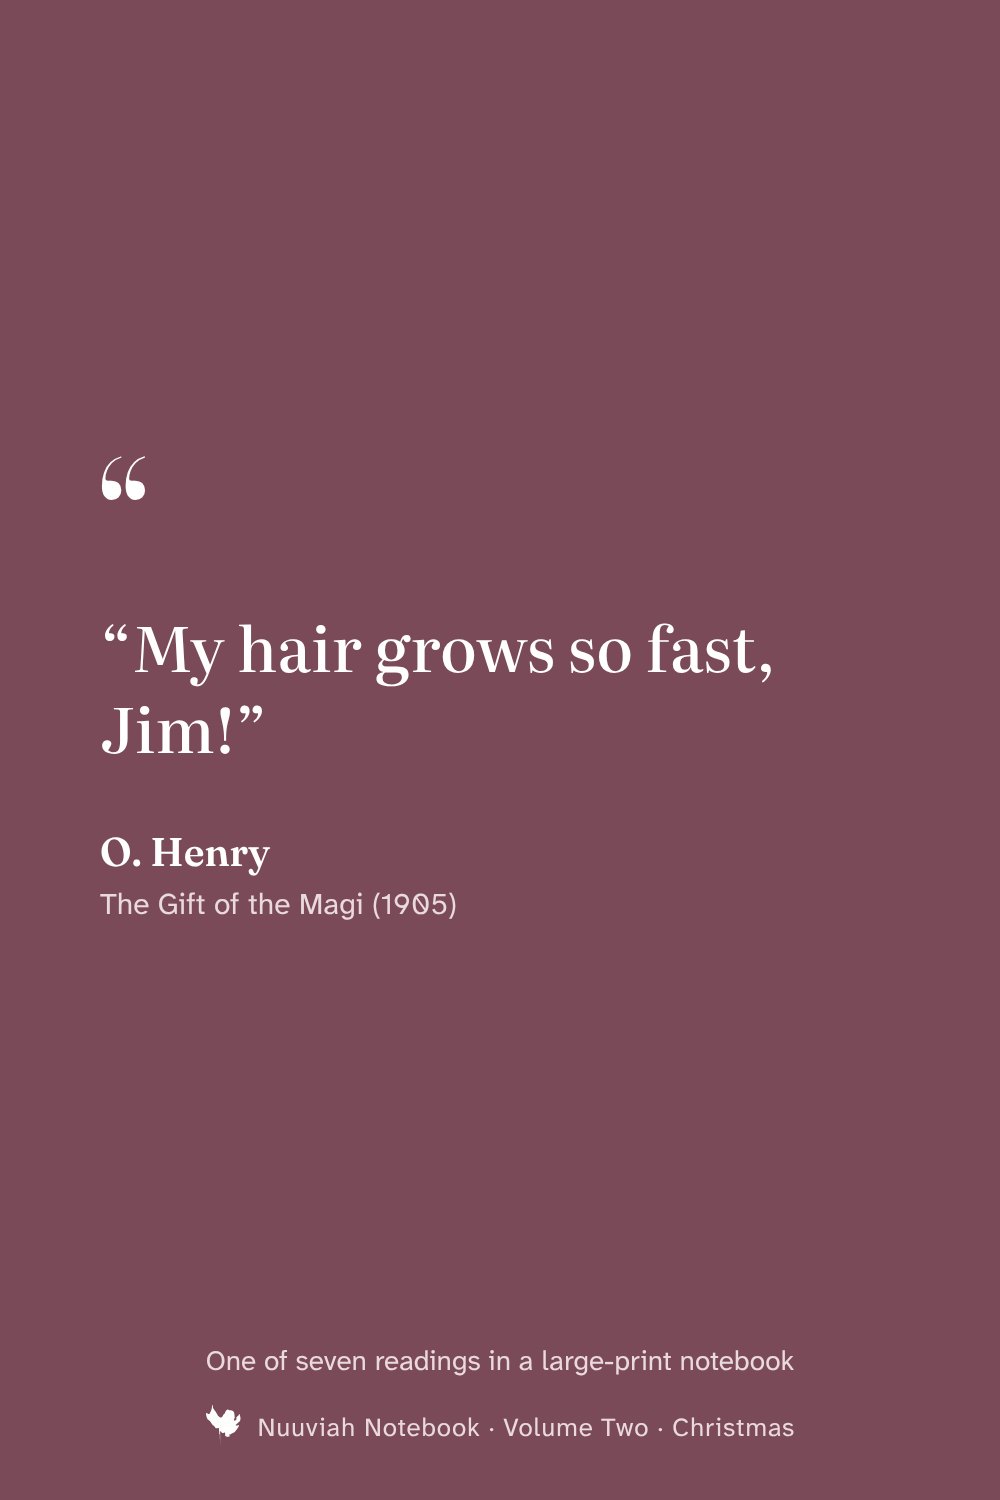 “
“My hair grows so fast,
Jim!”
O. Henry
The Gift of the Magi (1905)
One of seven readings in a large-print notebook
Nuuviah Notebook · Volume Two · Christmas